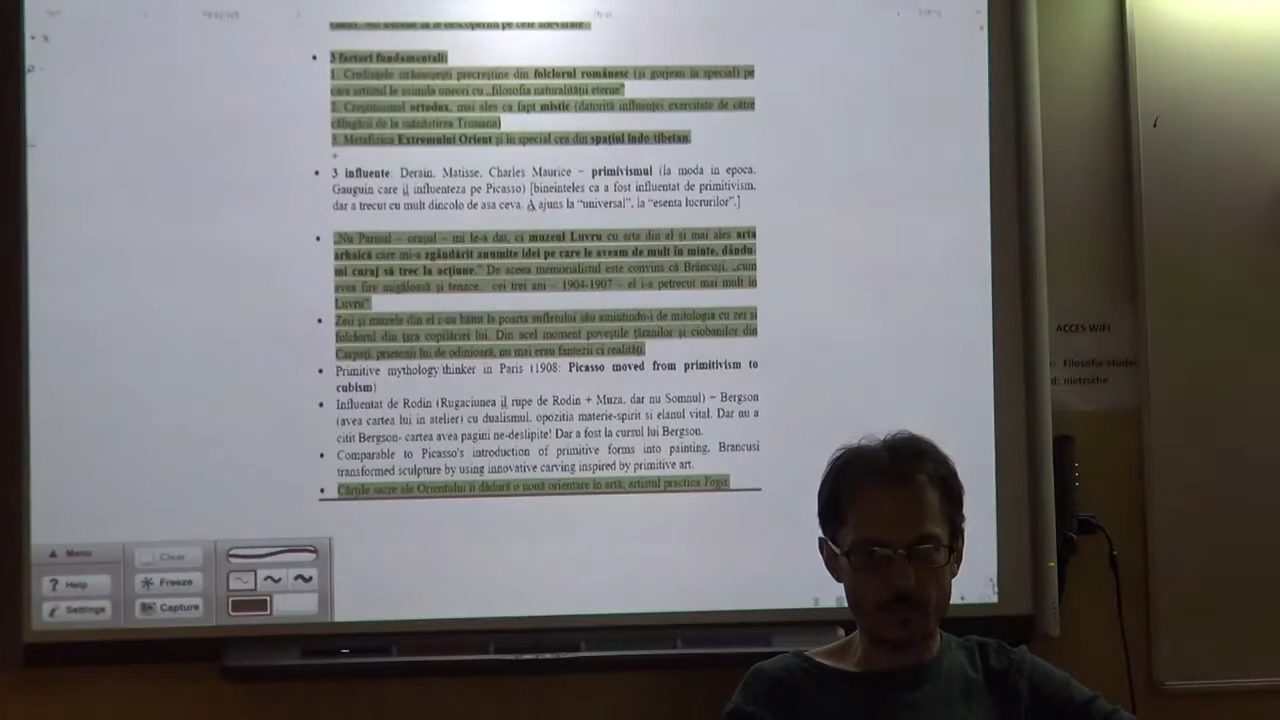 3 factori fundamentali:
1. Credințele strămoșești precreștine din folclorul românesc (și gorjean în special) pe
care artistul le asimila uneori cu „filosofia naturalității eterne"
2. Creștinismul ortodox, mai ales ca fapt mistic (datorită influenței exercitate de către
călugării de la mănăstirea Tismana)
3. Metafizica Extremului Orient și în special cea din spațiul indo-tibetan.
3 influente: Derain, Matisse, Charles Maurice – primivismul (la moda in epoca,
Gauguin care il influenteza pe Picasso) [bineinteles ca a fost influentat de primitivism,
dar a trecut cu mult dincolo de asa ceva. A ajuns la "universal", la "esenta lucrurilor".]
„Nu Parisul – orașul – mi le-a dat, ci muzeul Luvru cu arta din el și mai ales arta
arhaică care mi-a zgândărit anumite idei pe care le aveam de mult în minte, dându-
mi curaj să trec la acțiune." De aceea memorialistul este convins că Brâncuși, „cum
avea fire migăloasă și tenace, cei trei ani – 1904-1907 – el i-a petrecut mai mult în
Luvru"
Zeii și muzele din el i-au bătut la poarta sufletului său amintindu-i de mitologia cu zei și
folclorul din țara copilăriei lui. Din acel moment poveștile țăranilor și ciobanilor din
Carpați, prietenii lui de odinioară, nu mai erau fantezii ci realități.
Primitive mythology thinker in Paris (1908: Picasso moved from primitivism to
cubism)
Influentat de Rodin (Rugaciunea il rupe de Rodin + Muza, dar nu Somnul) – Bergson
(avea cartea lui in atelier) cu dualismul, opozitia materie-spirit si elanul vital. Dar nu a
citit Bergson- cartea avea pagini ne-deslipite! Dar a fost la cursul lui Bergson.
Comparable to Picasso's introduction of primitive forms into painting, Brancusi
transformed sculpture by using innovative carving inspired by primitive art.
Cărțile sacre ale Orientului îi dădură o nouă orientare în artă; artistul practica Yoga.
Menu
Clear
Help
Freeze
Settings
Capture
ACCES WiFi
Filosofie-studenti
d: nietzsche